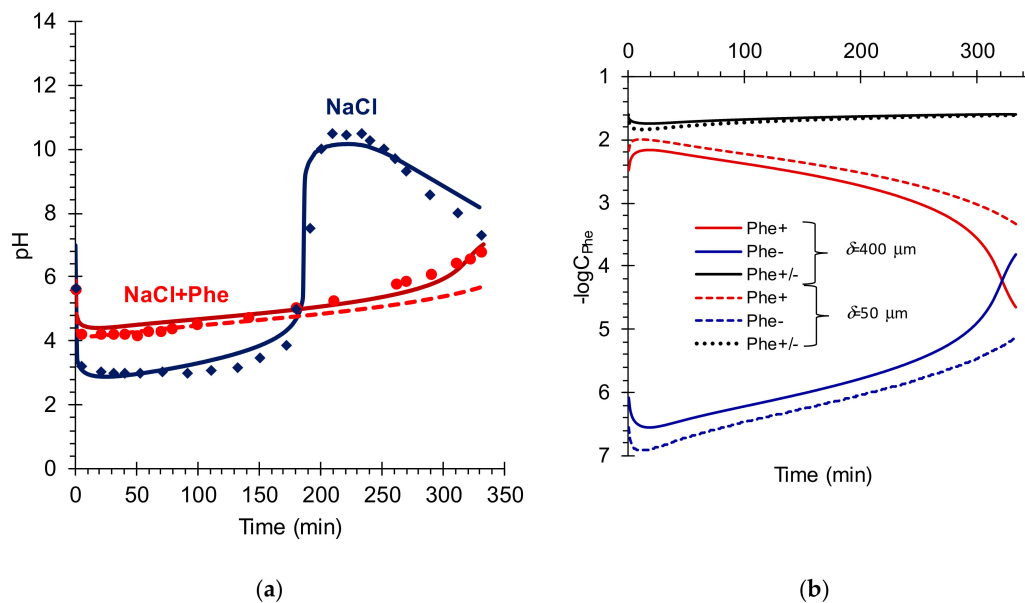 14
12
10
8
6
4
2
0
pH
NaCl
NaCl+Phe
0 50 100 150 200 250 300 350
Time (min)
(a)
0 100 200 300
1
2
3
4
5
6
7
-logC Phe
Phe+
Phe-
Phe+/-
δ=400 μm
Phe+
Phe-
Phe+/-
δ=50 μm
Time (min)
(b)